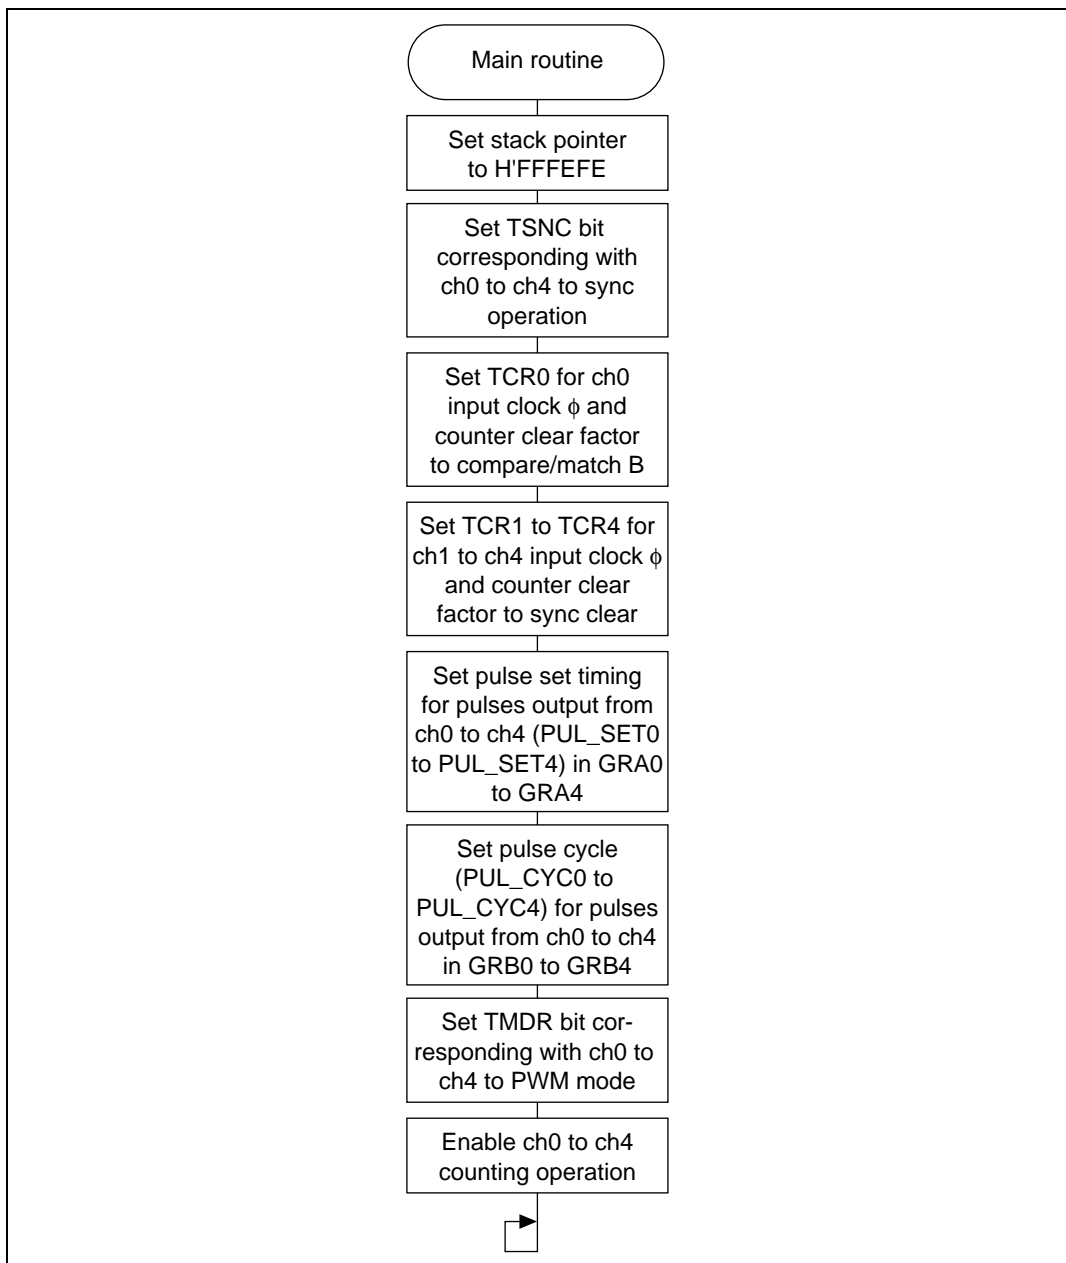 Main routine
Set stack pointer
to H'FFFEFE
Set TSNC bit
corresponding with
ch0 to ch4 to sync
operation
Set TCR0 for ch0
input clock ϕ and
counter clear factor
to compare/match B
Set TCR1 to TCR4 for
ch1 to ch4 input clock ϕ
and counter clear
factor to sync clear
Set pulse set timing
for pulses output from
ch0 to ch4 (PUL_SET0
to PUL_SET4) in GRA0
to GRA4
Set pulse cycle
(PUL_CYC0 to
PUL_CYC4) for pulses
output from ch0 to ch4
in GRB0 to GRB4
Set TMDR bit cor-
responding with ch0 to
ch4 to PWM mode
Enable ch0 to ch4
counting operation